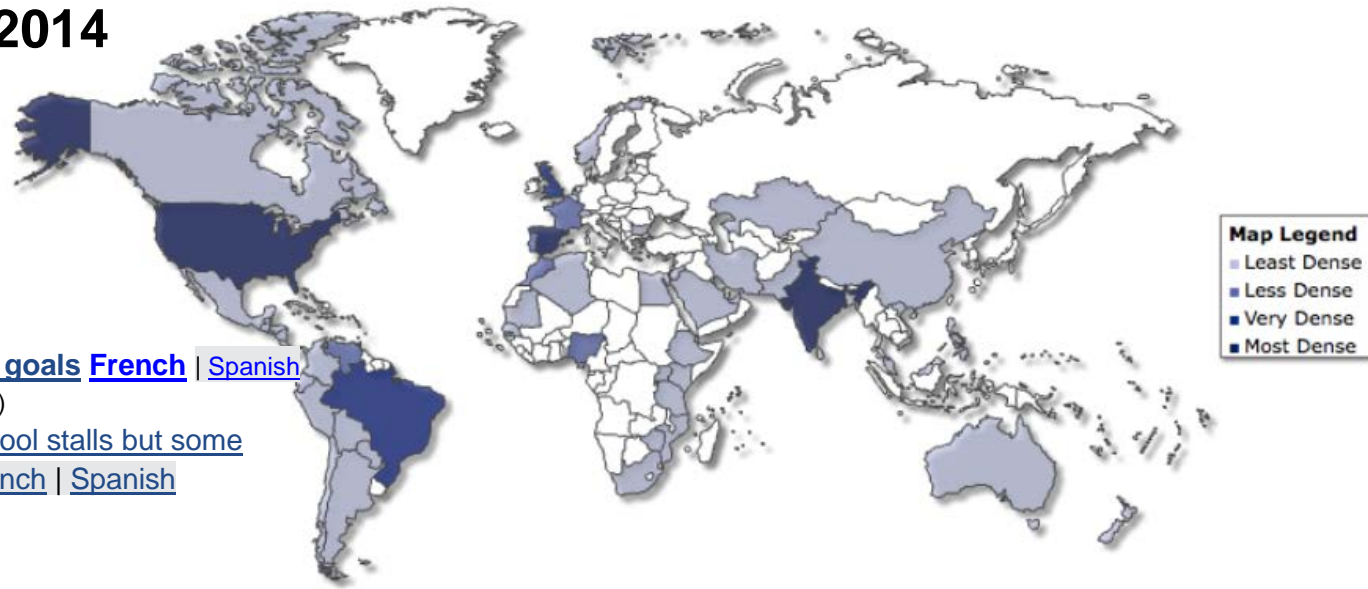 2014
goals French | Spanish
)
ool stalls but some
nch | Spanish
Map Legend
Least Dense
Less Dense
Very Dense
Most Dense